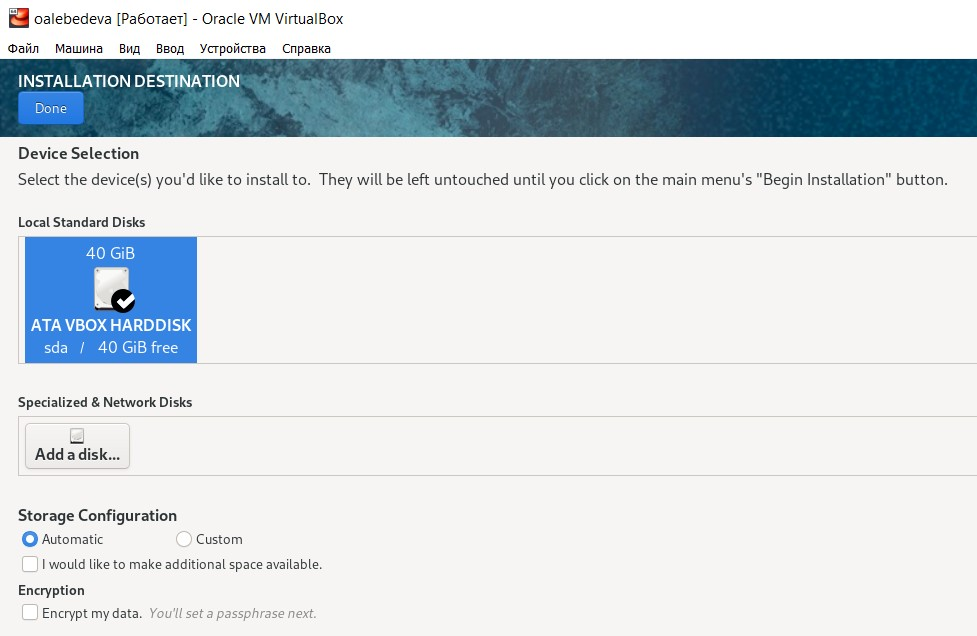 oalebedeva [Работает] - Oracle VM VirtualBox
Файл Машина Вид Ввод Устройства Справка
INSTALLATION DESTINATION
Done
Device Selection
Select the device(s) you'd like to install to. They will be left untouched until you click on the main menu's "Begin Installation" button.
Local Standard Disks
40 GiB
ATA VBOX HARDDISK
sda / 40 GiB free
Specialized & Network Disks
Add a disk...
Storage Configuration
Automatic Custom
I would like to make additional space available.
Encryption
Encrypt my data. You'll set a passphrase next.